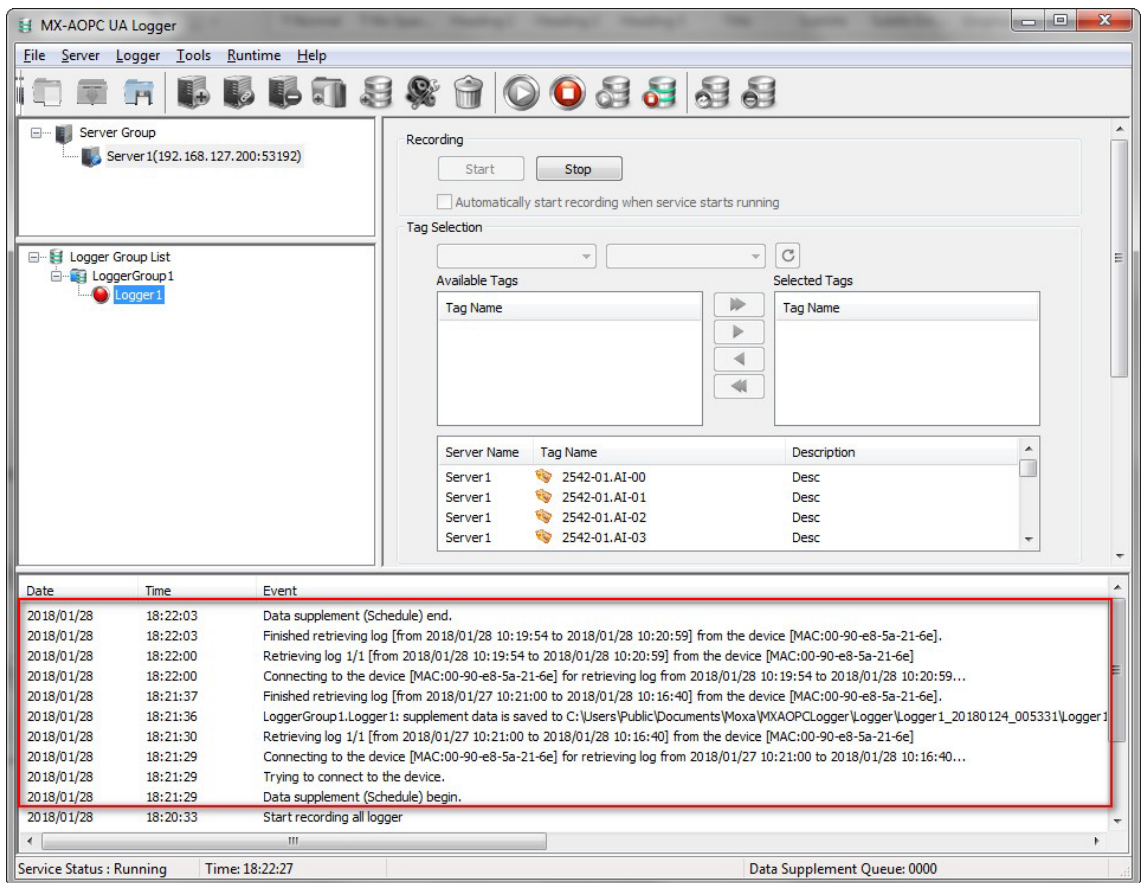 MX-AOPC UA Logger
File Server Logger Tools Runtime Help
Server Group
Server1(192.168.127.200:53192)
Logger Group List
LoggerGroup1
Logger1
Recording
Start Stop
Automatically start recording when service starts running
Tag Selection
Available Tags Selected Tags
Tag Name Tag Name
Server Name Tag Name Description
Server1 2542-01.AI-00 Desc
Server1 2542-01.AI-01 Desc
Server1 2542-01.AI-02 Desc
Server1 2542-01.AI-03 Desc
Date Time Event
2018/01/28 18:22:03 Data supplement (Schedule) end.
2018/01/28 18:22:03 Finished retrieving log [from 2018/01/28 10:19:54 to 2018/01/28 10:20:59] from the device [MAC:00-90-e8-5a-21-6e].
2018/01/28 18:22:00 Retrieving log 1/1 [from 2018/01/28 10:19:54 to 2018/01/28 10:20:59] from the device [MAC:00-90-e8-5a-21-6e]
2018/01/28 18:22:00 Connecting to the device [MAC:00-90-e8-5a-21-6e] for retrieving log from 2018/01/28 10:19:54 to 2018/01/28 10:20:59...
2018/01/28 18:21:37 Finished retrieving log [from 2018/01/27 10:21:00 to 2018/01/28 10:16:40] from the device [MAC:00-90-e8-5a-21-6e].
2018/01/28 18:21:36 LoggerGroup1.Logger1: supplement data is saved to C:\Users\Public\Documents\Moxa\MXAOPCLogger\Logger\Logger1_20180124_005331\Logger1
2018/01/28 18:21:30 Retrieving log 1/1 [from 2018/01/27 10:21:00 to 2018/01/28 10:16:40] from the device [MAC:00-90-e8-5a-21-6e]
2018/01/28 18:21:29 Connecting to the device [MAC:00-90-e8-5a-21-6e] for retrieving log from 2018/01/27 10:21:00 to 2018/01/28 10:16:40...
2018/01/28 18:21:29 Trying to connect to the device.
2018/01/28 18:21:29 Data supplement (Schedule) begin.
2018/01/28 18:20:33 Start recording all logger
Service Status : Running Time: 18:22:27 Data Supplement Queue: 0000